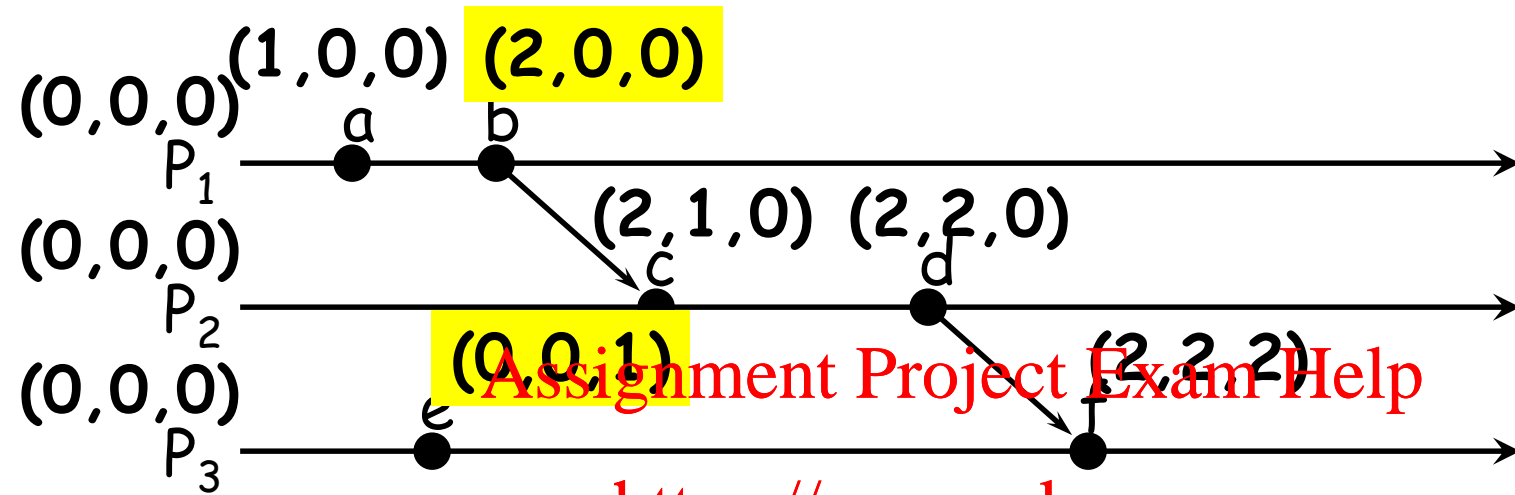 (1,0,0) (2,0,0)
(0,0,0)
a b
P1
(2,1,0) (2,2,0)
(0,0,0)
c d
P2
(0,0,1) (2,2,2)
Assignment Project Exam Help
(0,0,0)
e f
P3